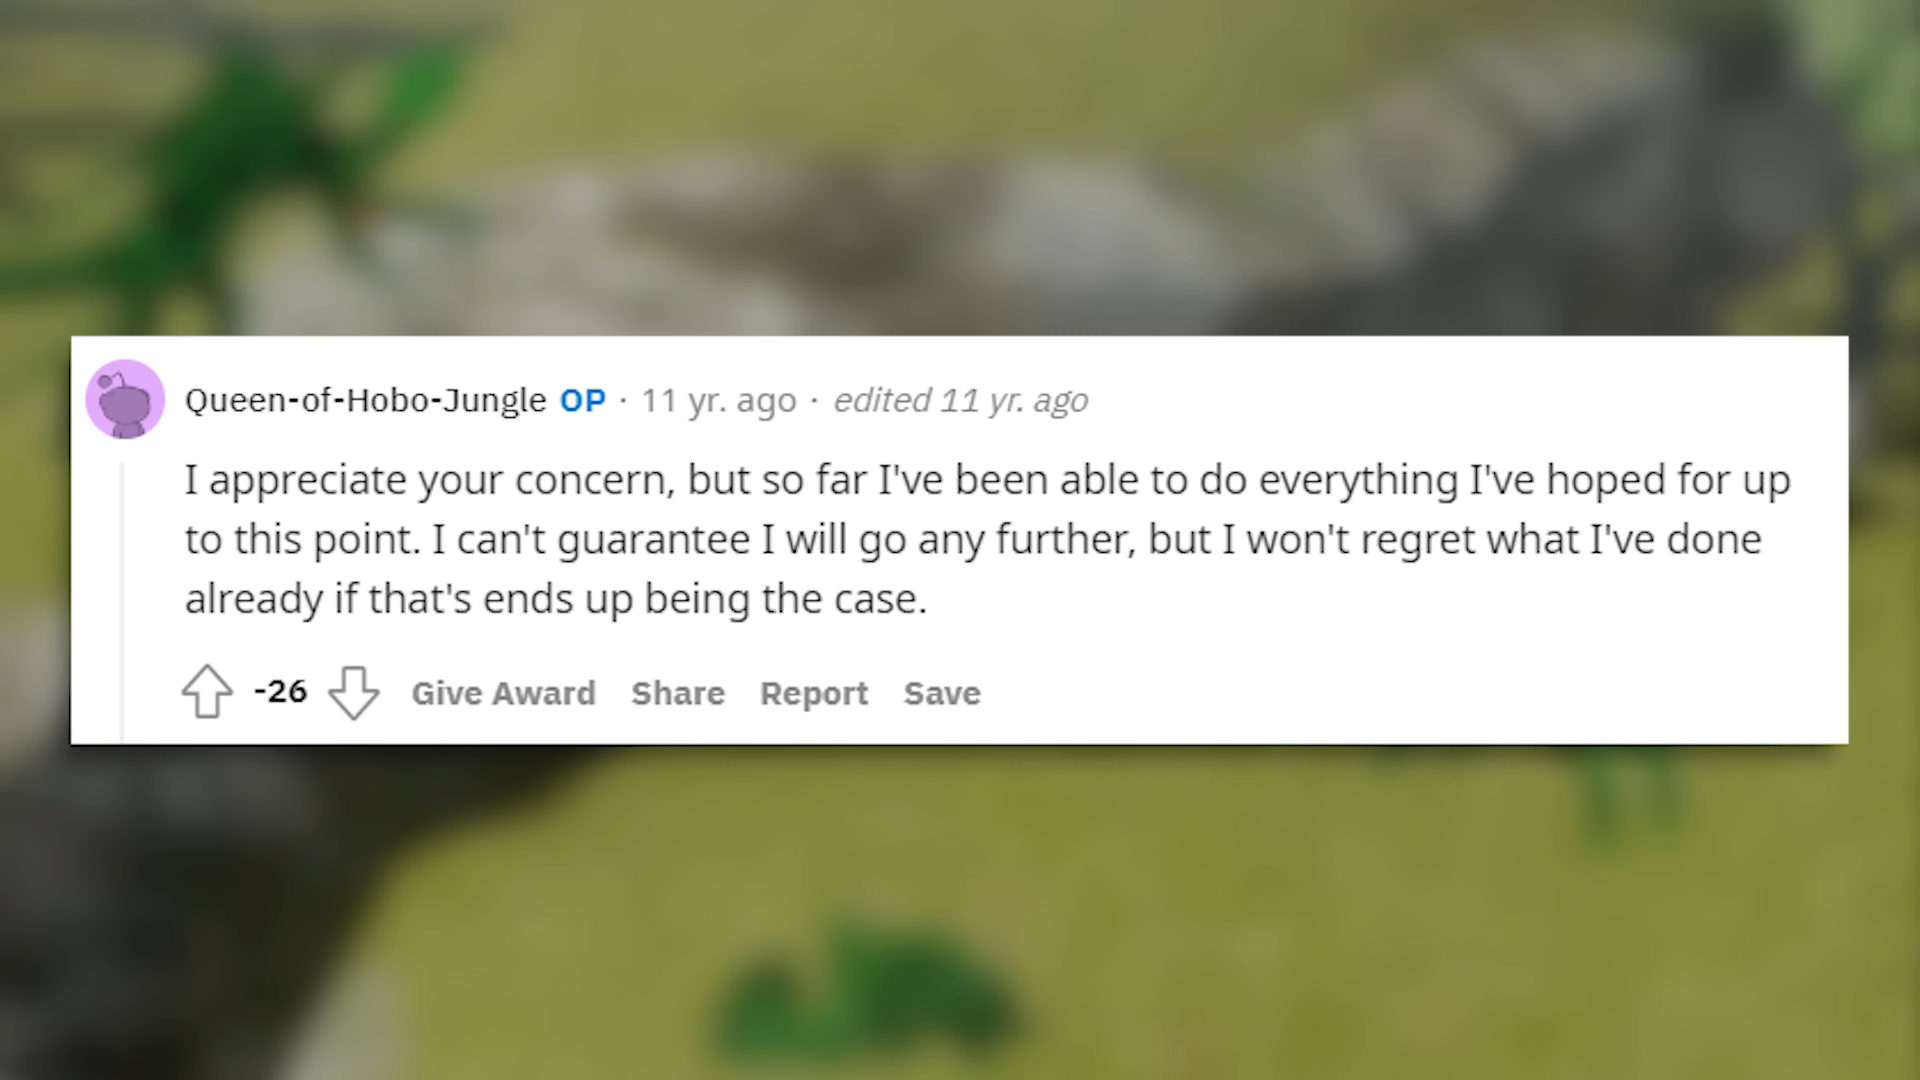 Queen-of-Hobo-Jungle OP · 11 yr. ago · edited 11 yr. ago
I appreciate your concern, but so far I've been able to do everything I've hoped for up
to this point. I can't guarantee I will go any further, but I won't regret what I've done
already if that's ends up being the case.
-26 Give Award Share Report Save